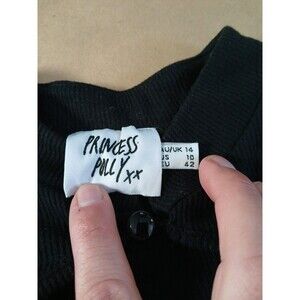 PRINCESS
POLLY xx
AU/UK 14
US 10
EU 42